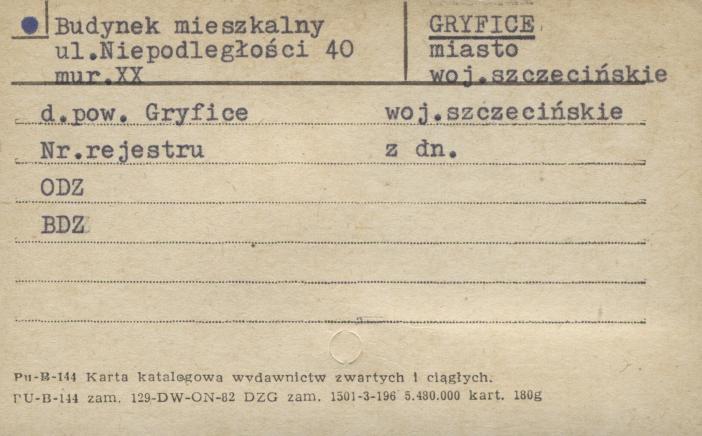 Budynek mieszkalny
ul.Niepodległości 40
mur.XX
GRYFICE
miasto
woj.szczecińskie
d.pow. Gryfice woj.szczecińskie
Nr.rejestru z dn.
ODZ
BDZ
Pu-B-144 Karta katalogowa wydawnictw zwartych i ciągłych.
PU-B-144 zam. 129-DW-ON-82 DZG zam. 1501-3-196 5.480.000 kart. 180g